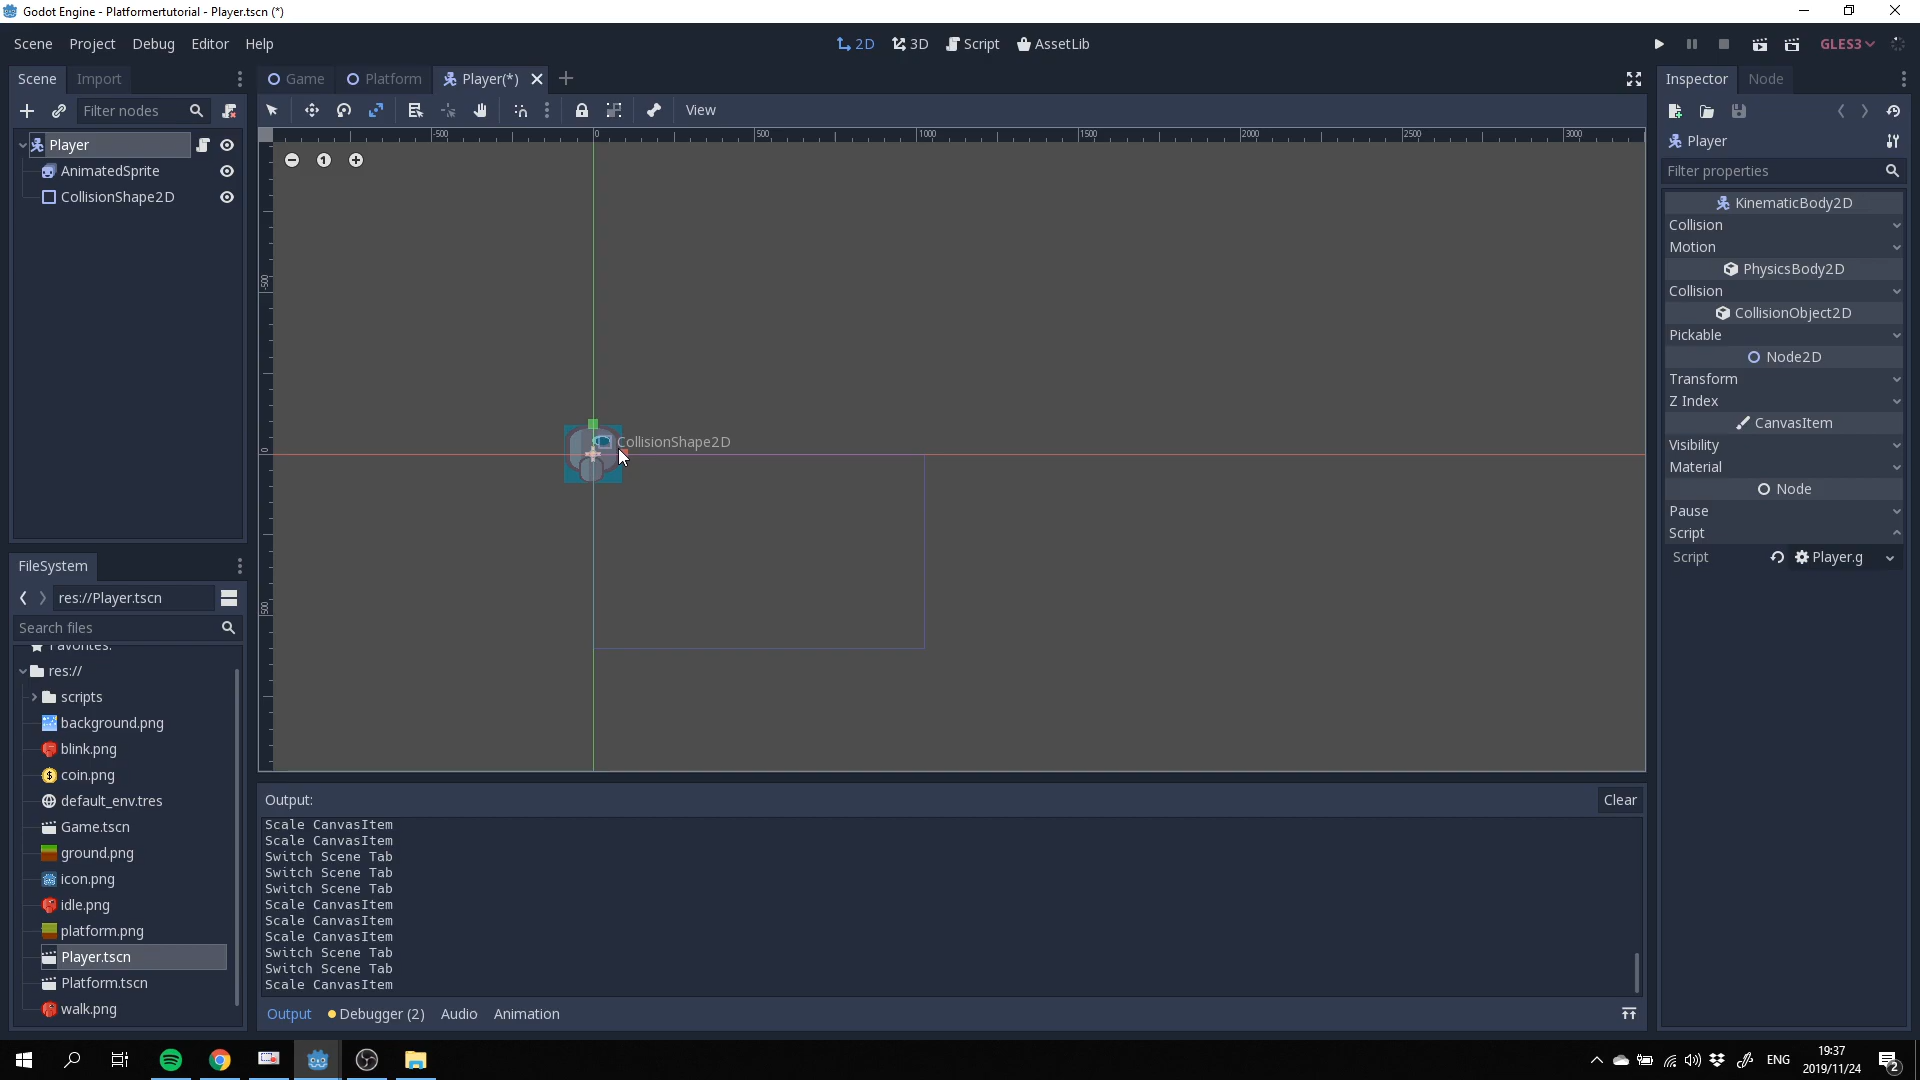 Godot Engine - Platformertutorial - Player.tscn (*)
Scene Project Debug Editor Help
2D 3D Script AssetLib
GLES3
Scene Import
Filter nodes
Player
AnimatedSprite
CollisionShape2D
Game Platform Player(*)
View
-500 0 500 1000 1500 2000 2500 3000
1
-500
0
500
CollisionShape2D
FileSystem
res://Player.tscn
Search files
Favorites:
res://
scripts
background.png
blink.png
coin.png
default_env.tres
Game.tscn
ground.png
icon.png
idle.png
platform.png
Player.tscn
Platform.tscn
walk.png
Output:
Clear
Scale CanvasItem
Scale CanvasItem
Switch Scene Tab
Switch Scene Tab
Switch Scene Tab
Scale CanvasItem
Scale CanvasItem
Scale CanvasItem
Switch Scene Tab
Switch Scene Tab
Scale CanvasItem
Output Debugger (2) Audio Animation
Inspector Node
Player
Filter properties
KinematicBody2D
Collision
Motion
PhysicsBody2D
Collision
CollisionObject2D
Pickable
Node2D
Transform
Z Index
CanvasItem
Visibility
Material
Node
Pause
Script
Script Player.g
ENG
19:37
2019/11/24
2